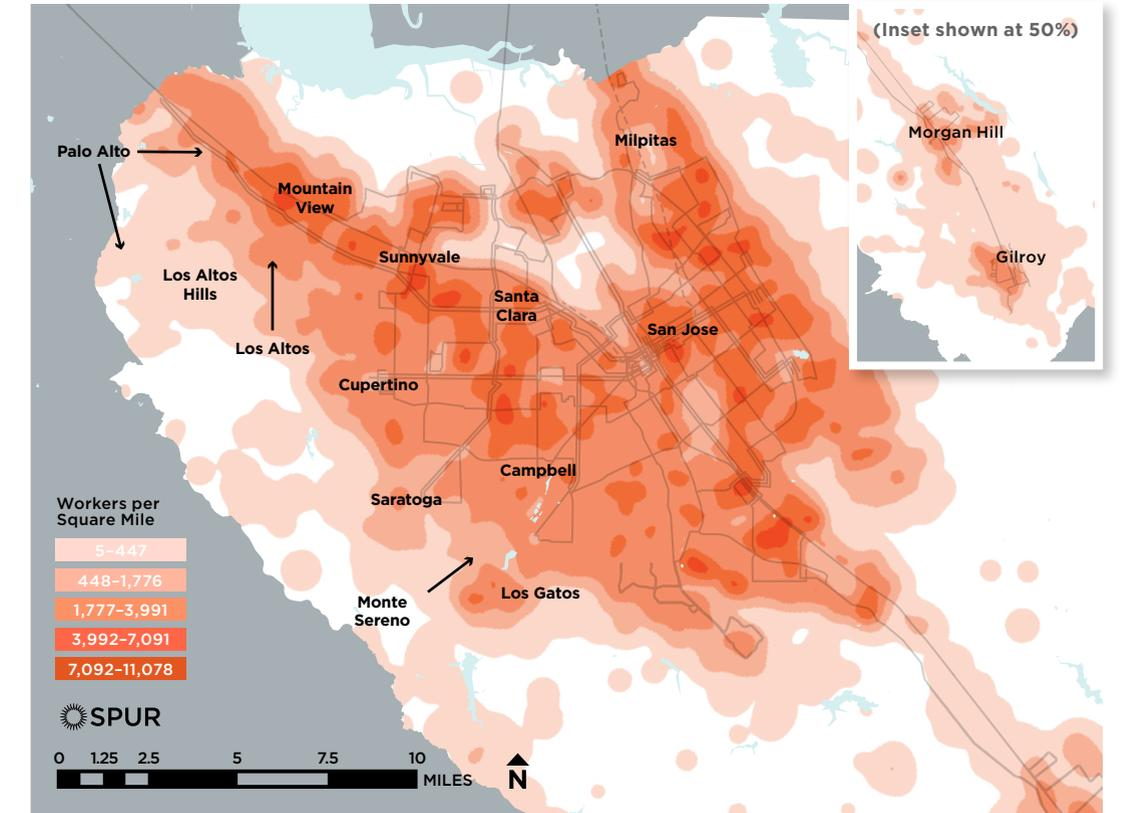 (Inset shown at 50%)
Morgan Hill
Gilroy
Milpitas
Palo Alto
Mountain
View
Sunnyvale
Los Altos
Hills
Santa
Clara
San Jose
Los Altos
Cupertino
Campbell
Saratoga
Los Gatos
Monte
Sereno
Workers per
Square Mile
5–447
448–1,776
1,777–3,991
3,992–7,091
7,092–11,078
SPUR
0 1.25 2.5 5 7.5 10
MILES
N